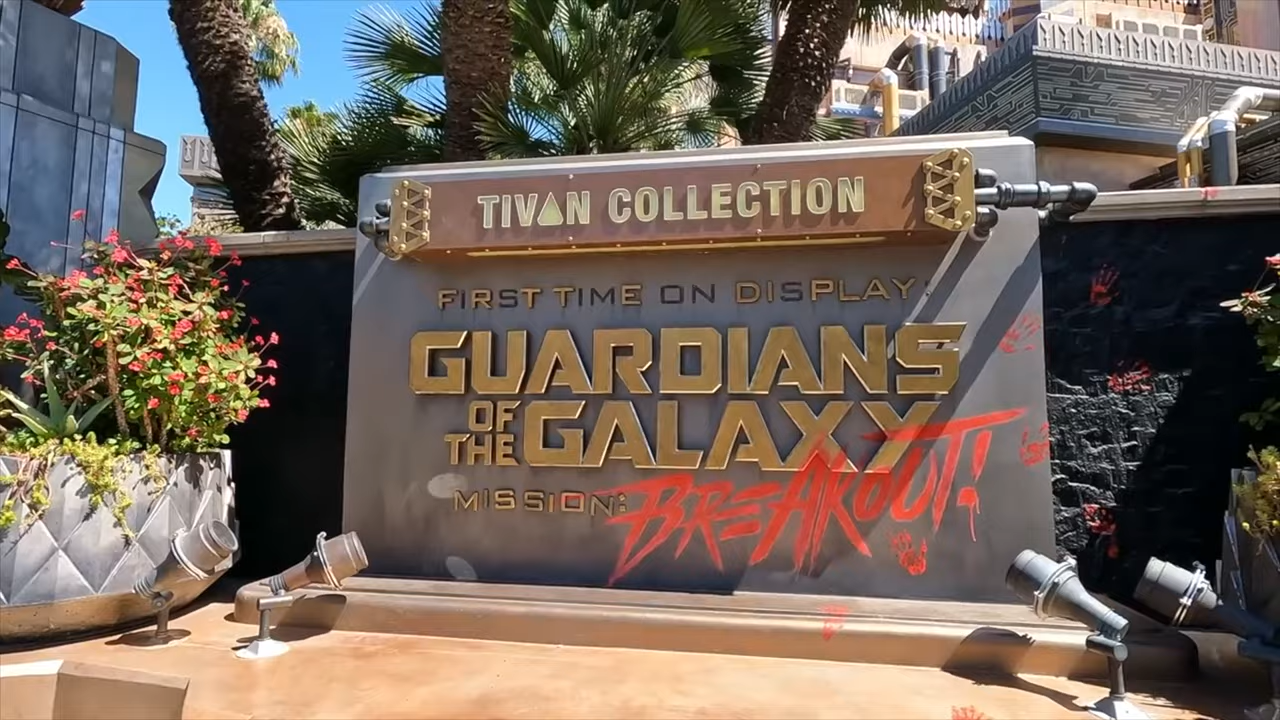 TIVAN COLLECTION
FIRST TIME ON DISPLAY!
GUARDIANS
OF THE GALAXY
MISSION: BREAKOUT!